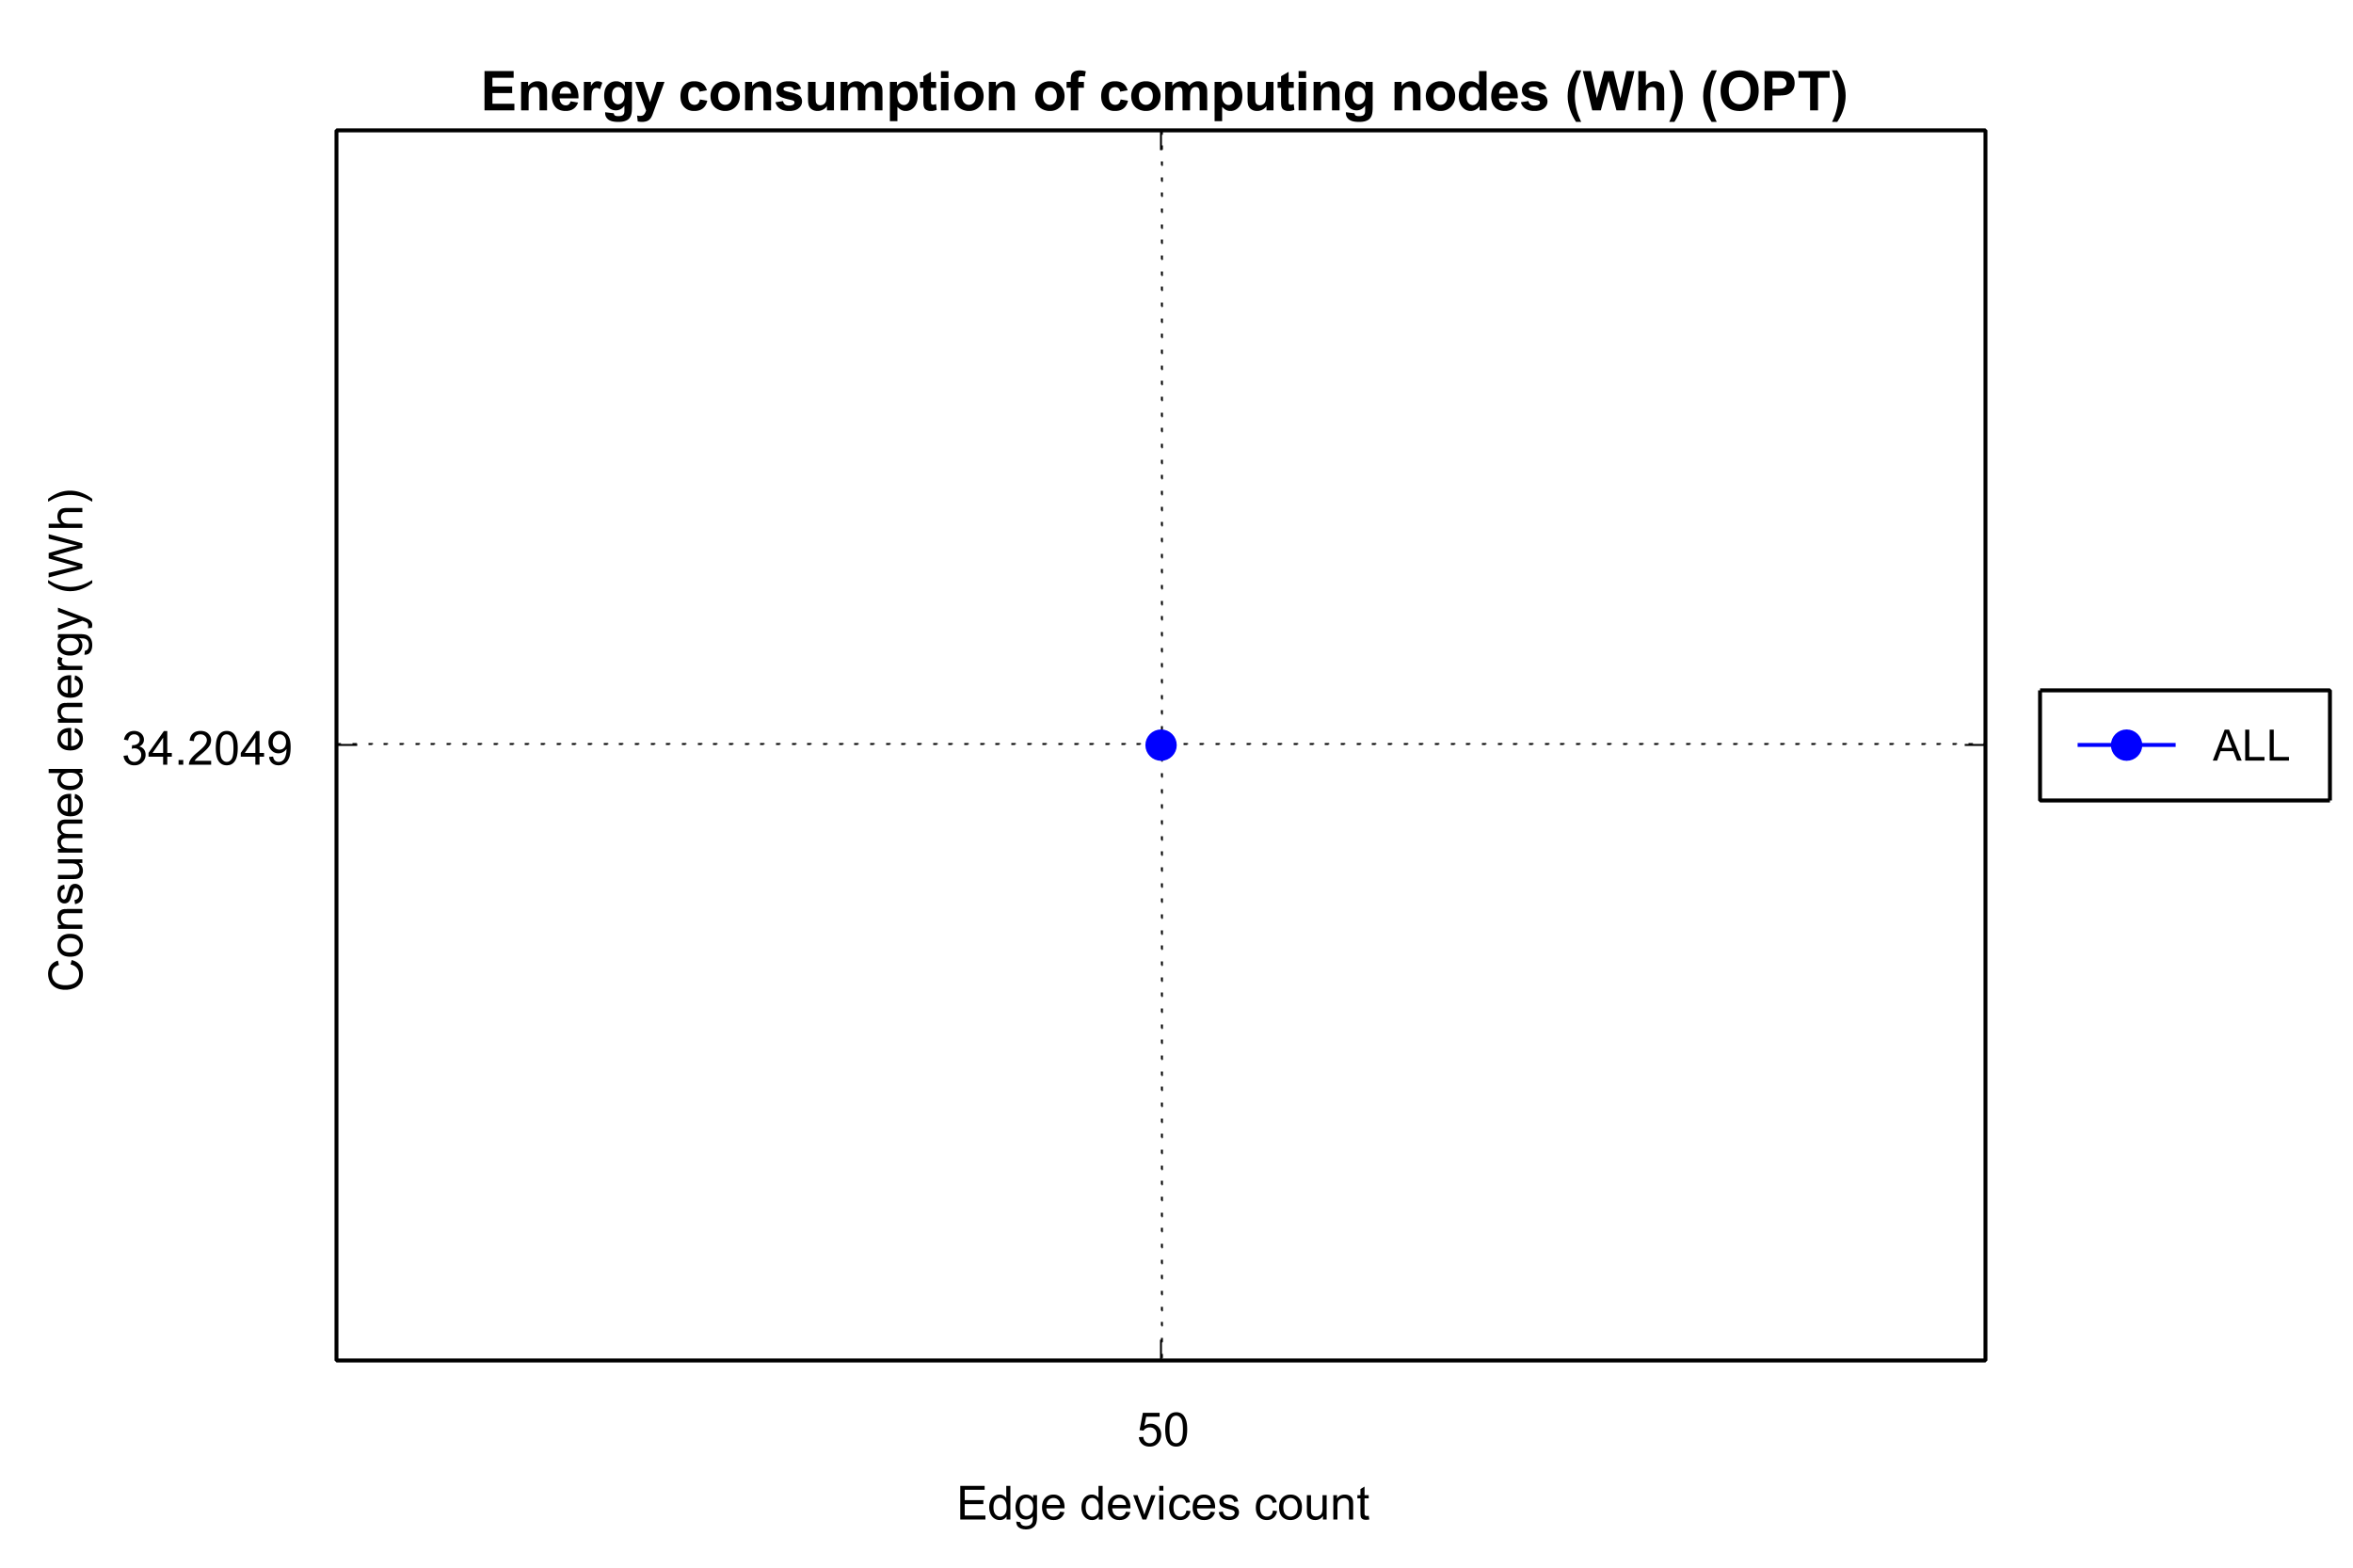 Energy consumption of computing nodes (Wh) (OPT)
Consumed energy (Wh)
34.2049
ALL
50
Edge devices count